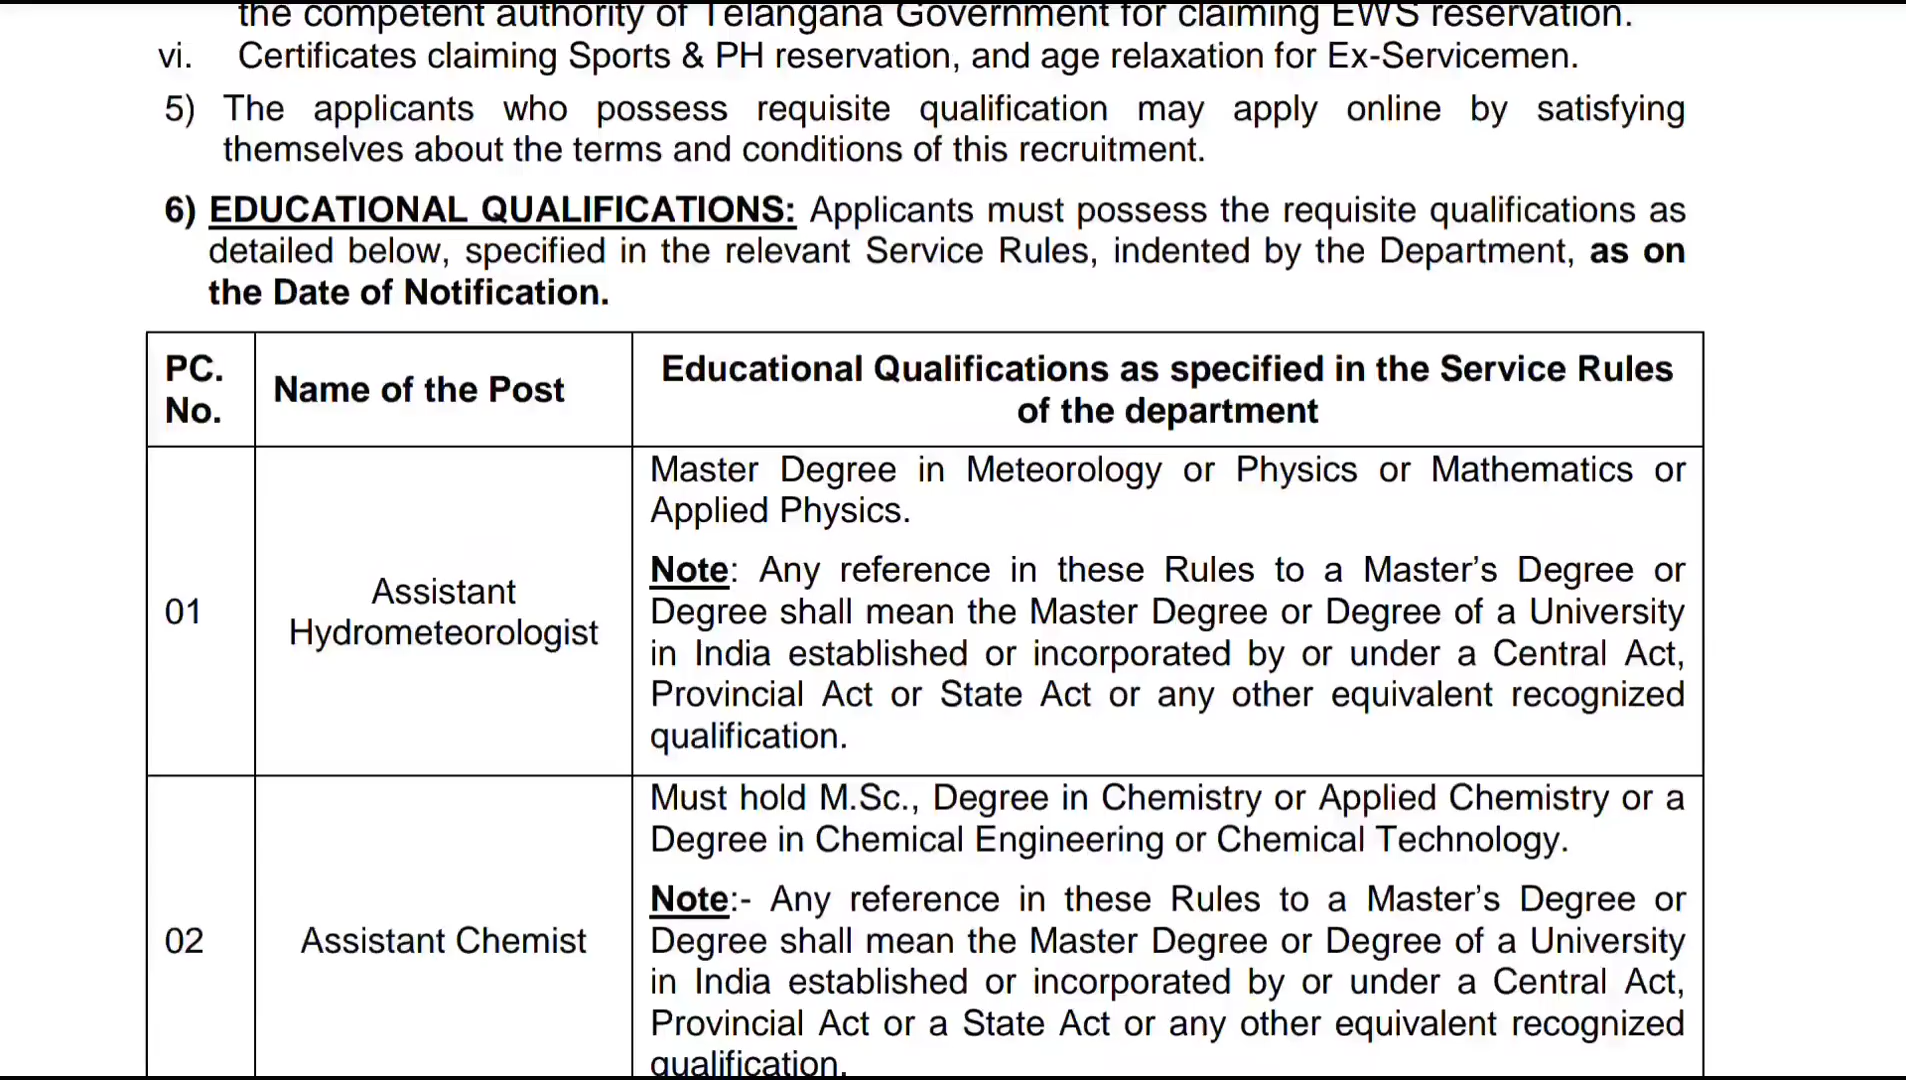 the competent authority of Telangana Government for claiming EWS reservation.
vi. Certificates claiming Sports & PH reservation, and age relaxation for Ex-Servicemen.
5) The applicants who possess requisite qualification may apply online by satisfying
themselves about the terms and conditions of this recruitment.
6) EDUCATIONAL QUALIFICATIONS: Applicants must possess the requisite qualifications as
detailed below, specified in the relevant Service Rules, indented by the Department, as on
the Date of Notification.
PC.
No.
Name of the Post
Educational Qualifications as specified in the Service Rules
of the department
01
Assistant
Hydrometeorologist
Master Degree in Meteorology or Physics or Mathematics or
Applied Physics.
Note: Any reference in these Rules to a Master’s Degree or
Degree shall mean the Master Degree or Degree of a University
in India established or incorporated by or under a Central Act,
Provincial Act or State Act or any other equivalent recognized
qualification.
02
Assistant Chemist
Must hold M.Sc., Degree in Chemistry or Applied Chemistry or a
Degree in Chemical Engineering or Chemical Technology.
Note:- Any reference in these Rules to a Master’s Degree or
Degree shall mean the Master Degree or Degree of a University
in India established or incorporated by or under a Central Act,
Provincial Act or a State Act or any other equivalent recognized
qualification.